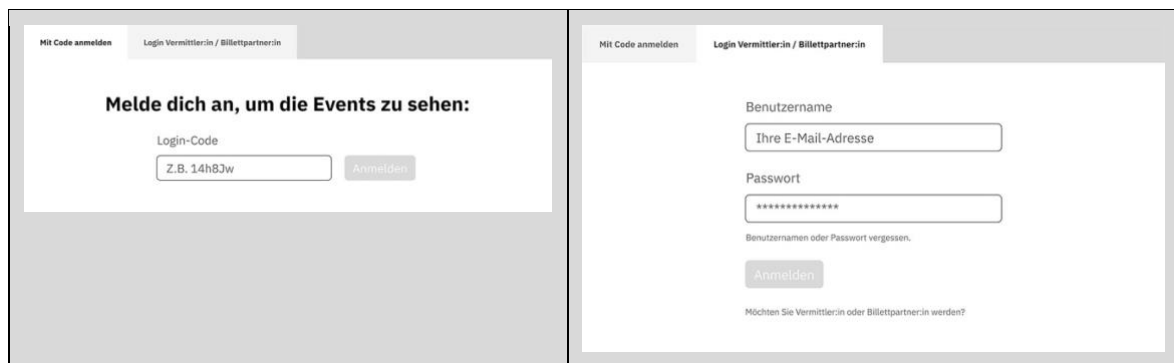 Mit Code anmelden Login Vermittler:in / Billettpartner:in
Melde dich an, um die Events zu sehen:
Login-Code
Z.B. 14h8Jw Anmelden
Mit Code anmelden Login Vermittler:in / Billettpartner:in
Benutzername
Ihre E-Mail-Adresse
Passwort
**************
Benutzernamen oder Passwort vergessen.
Anmelden
Möchten Sie Vermittler:in oder Billettpartner:in werden?